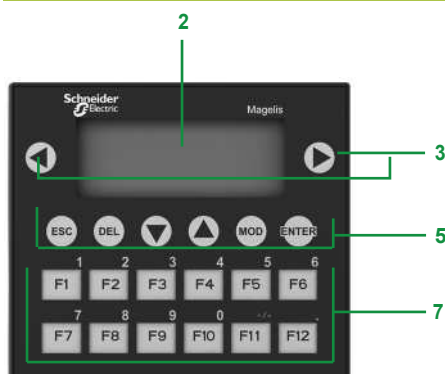 2
Schneider
Electric
Magelis
3
ESC DEL MOD ENTER
5
1 2 3 4 5 6
F1 F2 F3 F4 F5 F6
7
7 8 9 0 -/+ .
F7 F8 F9 F10 F11 F12